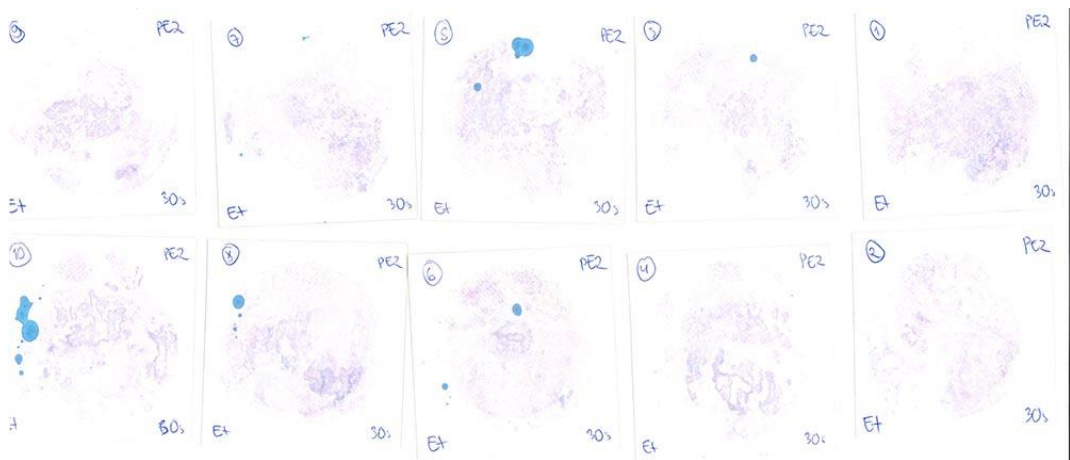 9 PE2
Et 30s
7 PE2
Et 30s
5 PE2
Et 30s
3 PE2
Et 30s
1 PE2
Et 30s
10 PE2
Et 30s
8 PE2
Et 30s
6 PE2
Et 30s
4 PE2
Et 30s
2 PE2
Et 30s